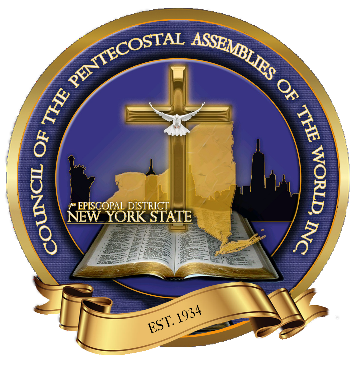 COUNCIL OF THE PENTECOSTAL ASSEMBLIES OF THE WORLD, INC
EPISCOPAL DISTRICT
NEW YORK STATE
EST. 1934